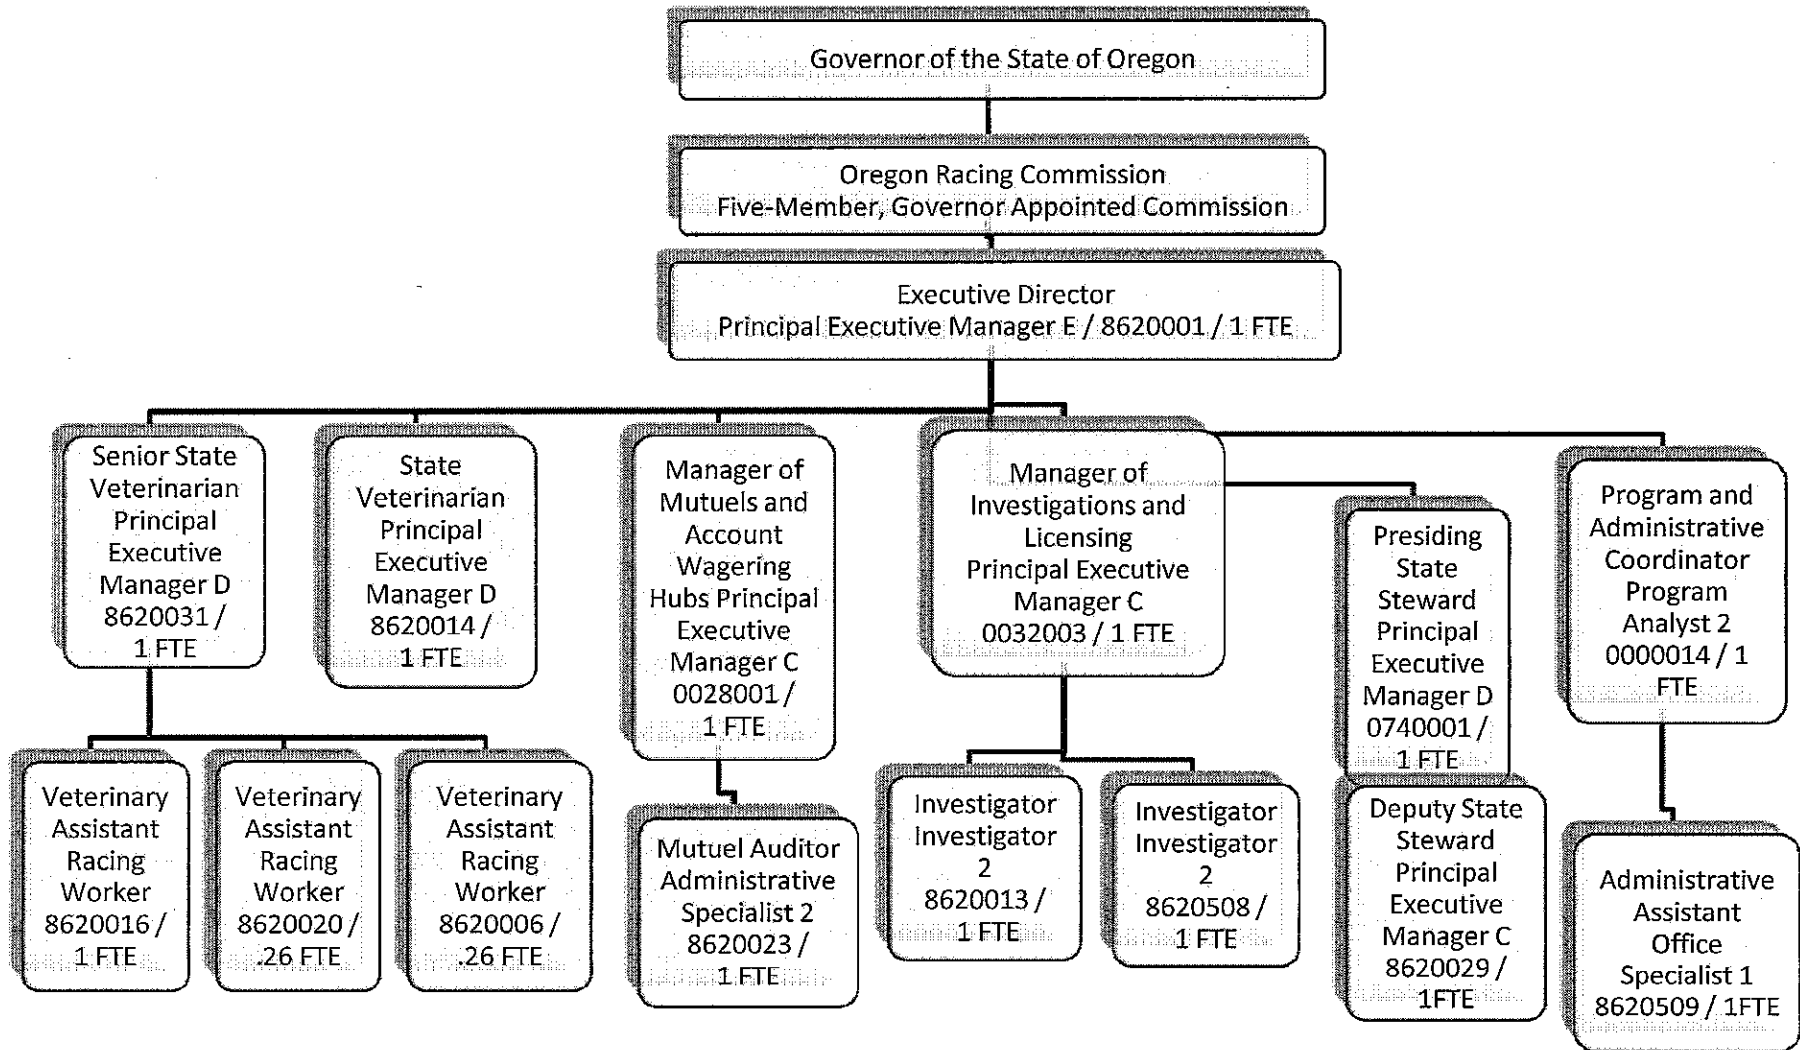 Governor of the State of Oregon
Oregon Racing Commission
Five-Member, Governor Appointed Commission
Executive Director
Principal Executive Manager E / 8620001 / 1 FTE
Senior State
Veterinarian
Principal
Executive
Manager D
8620031 /
1 FTE
State
Veterinarian
Principal
Executive
Manager D
8620014 /
1 FTE
Manager of
Mutuels and
Account
Wagering
Hubs Principal
Executive
Manager C
0028001 /
1 FTE
Manager of
Investigations and
Licensing
Principal Executive
Manager C
0032003 / 1 FTE
Presiding
State
Steward
Principal
Executive
Manager D
0740001 /
1 FTE
Program and
Administrative
Coordinator
Program
Analyst 2
0000014 / 1
FTE
Veterinary
Assistant
Racing
Worker
8620016 /
1 FTE
Veterinary
Assistant
Racing
Worker
8620020 /
.26 FTE
Veterinary
Assistant
Racing
Worker
8620006 /
.26 FTE
Mutuel Auditor
Administrative
Specialist 2
8620023 /
1 FTE
Investigator
Investigator
2
8620013 /
1 FTE
Investigator
Investigator
2
8620508 /
1 FTE
Deputy State
Steward
Principal
Executive
Manager C
8620029 /
1FTE
Administrative
Assistant
Office
Specialist 1
8620509 / 1FTE